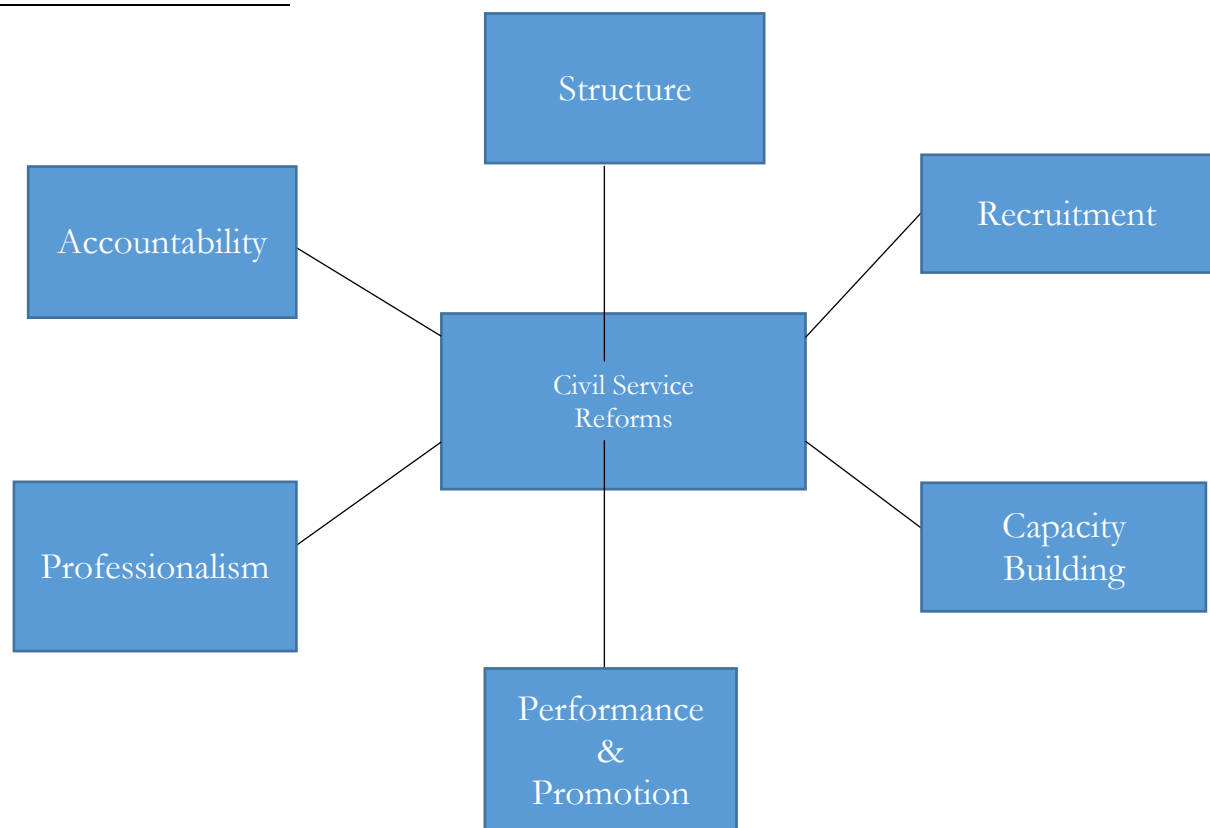 Structure
Accountability
Recruitment
Civil Service
Reforms
Professionalism
Capacity
Building
Performance
&
Promotion